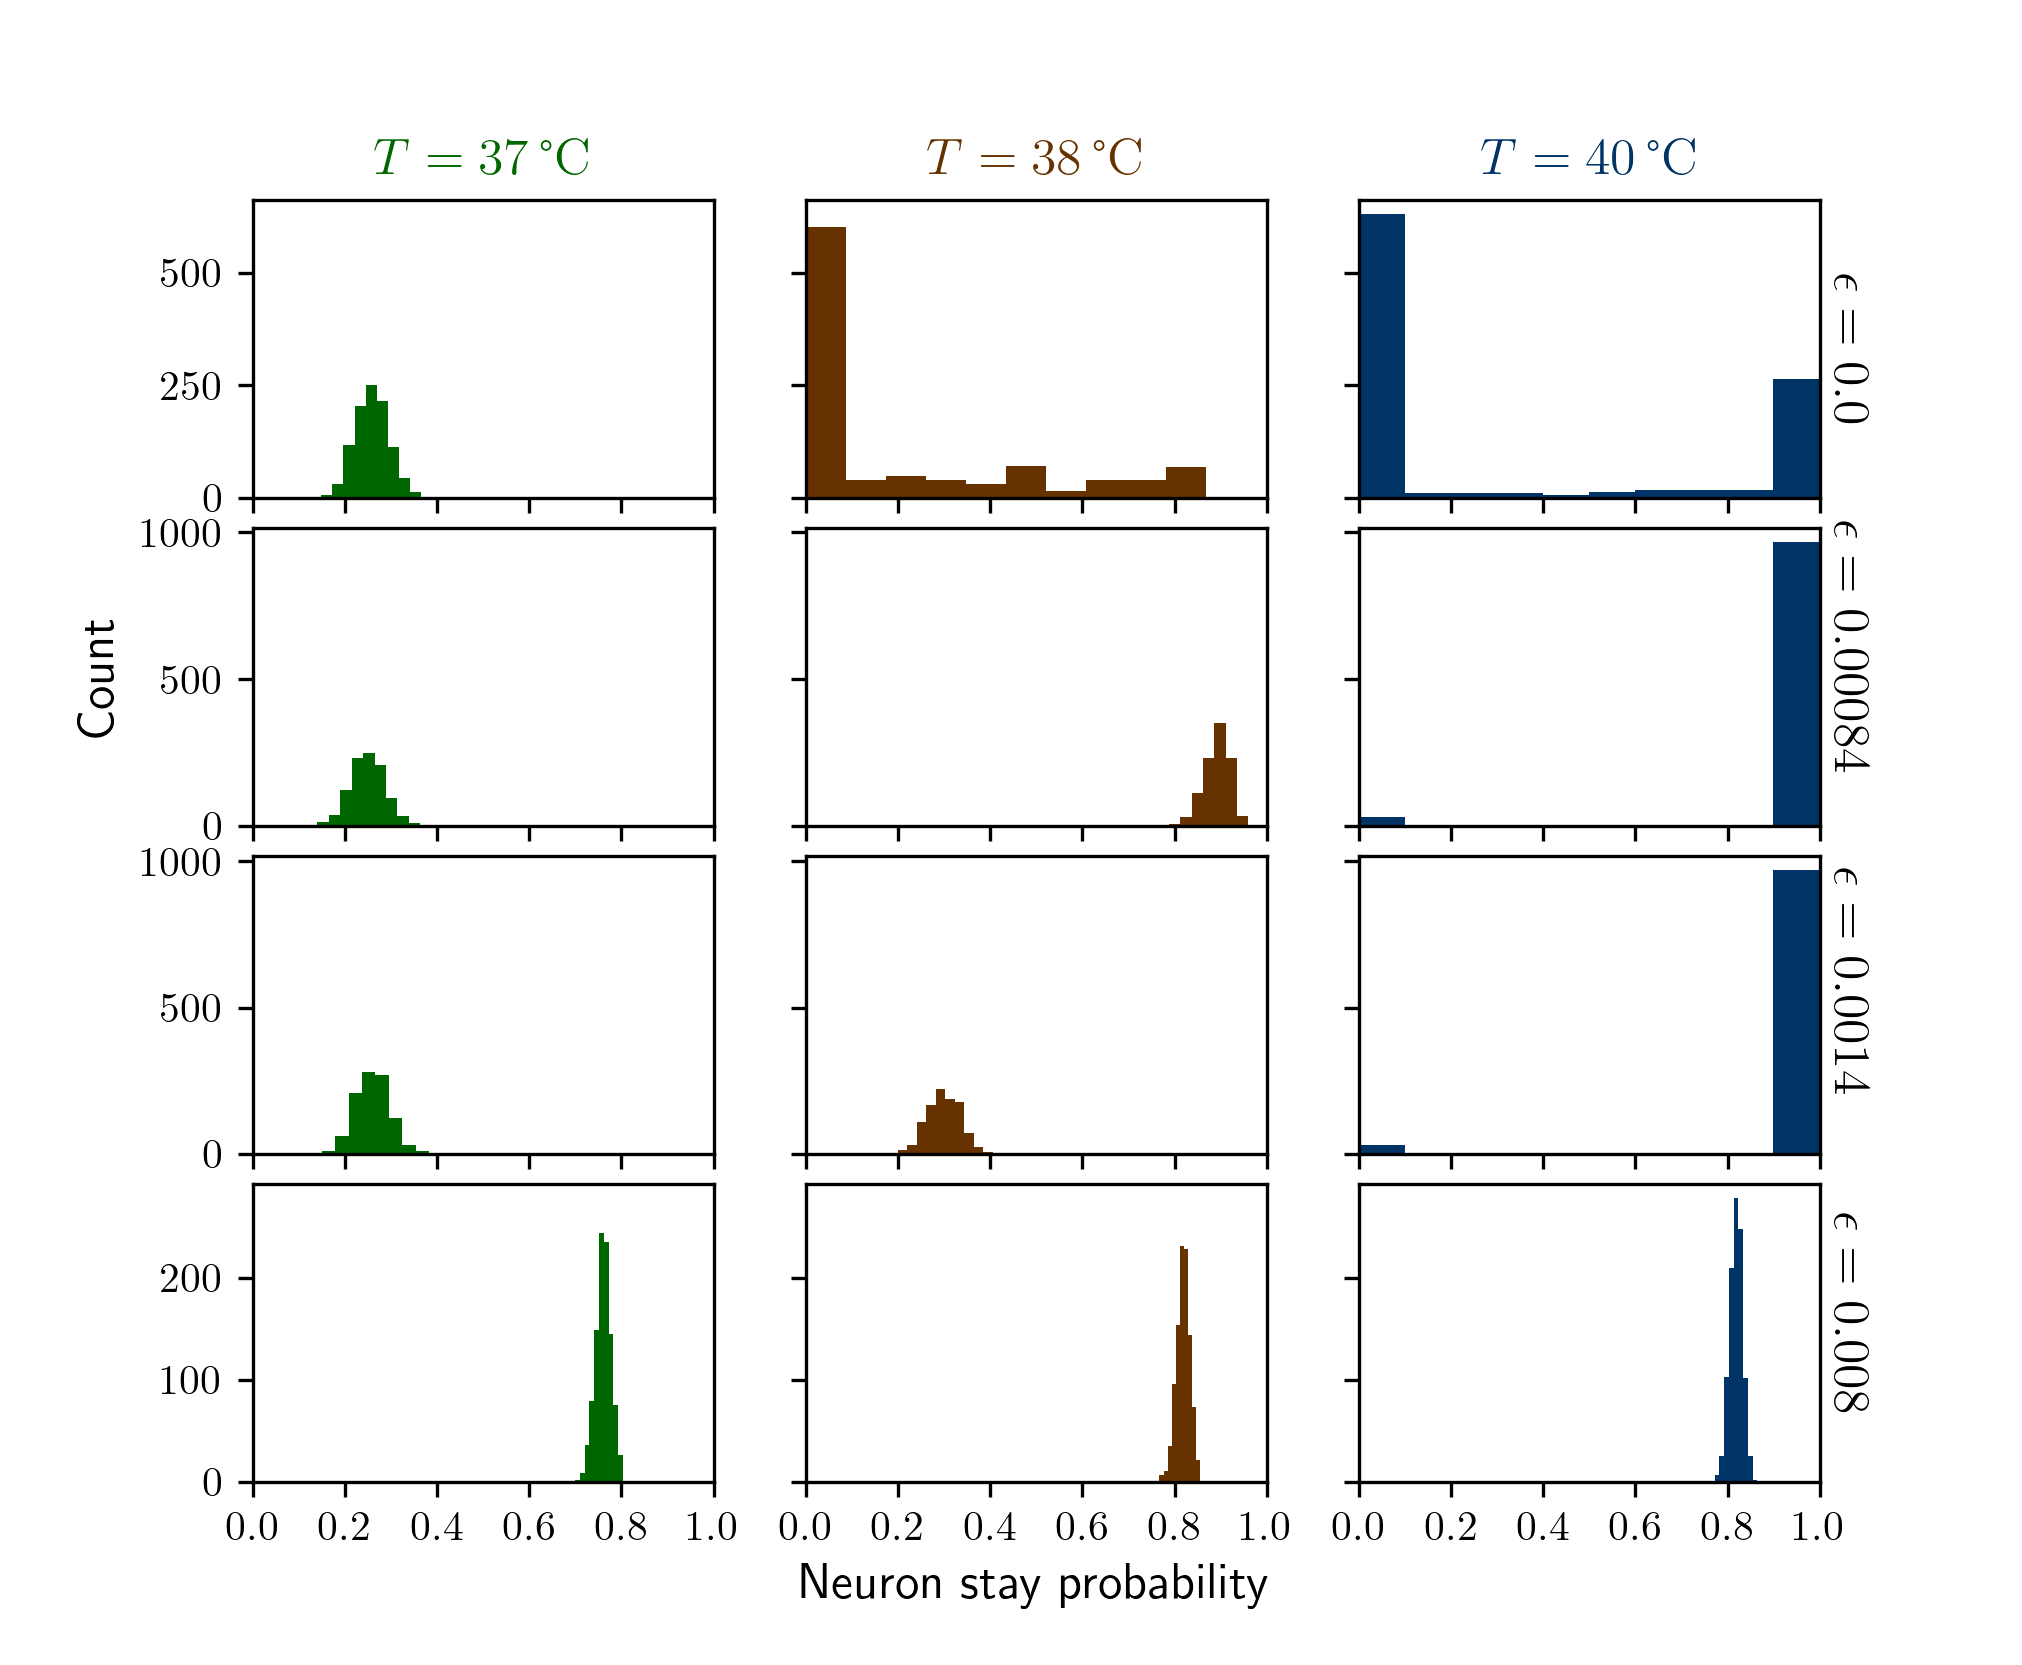 T = 37 °C
T = 38 °C
T = 40 °C
500
250
0
ϵ = 0.0
1000
500
0
ϵ = 0.00084
1000
500
0
ϵ = 0.0014
200
100
0
ϵ = 0.008
Count
0.0 0.2 0.4 0.6 0.8 1.0
0.0 0.2 0.4 0.6 0.8 1.0
0.0 0.2 0.4 0.6 0.8 1.0
Neuron stay probability